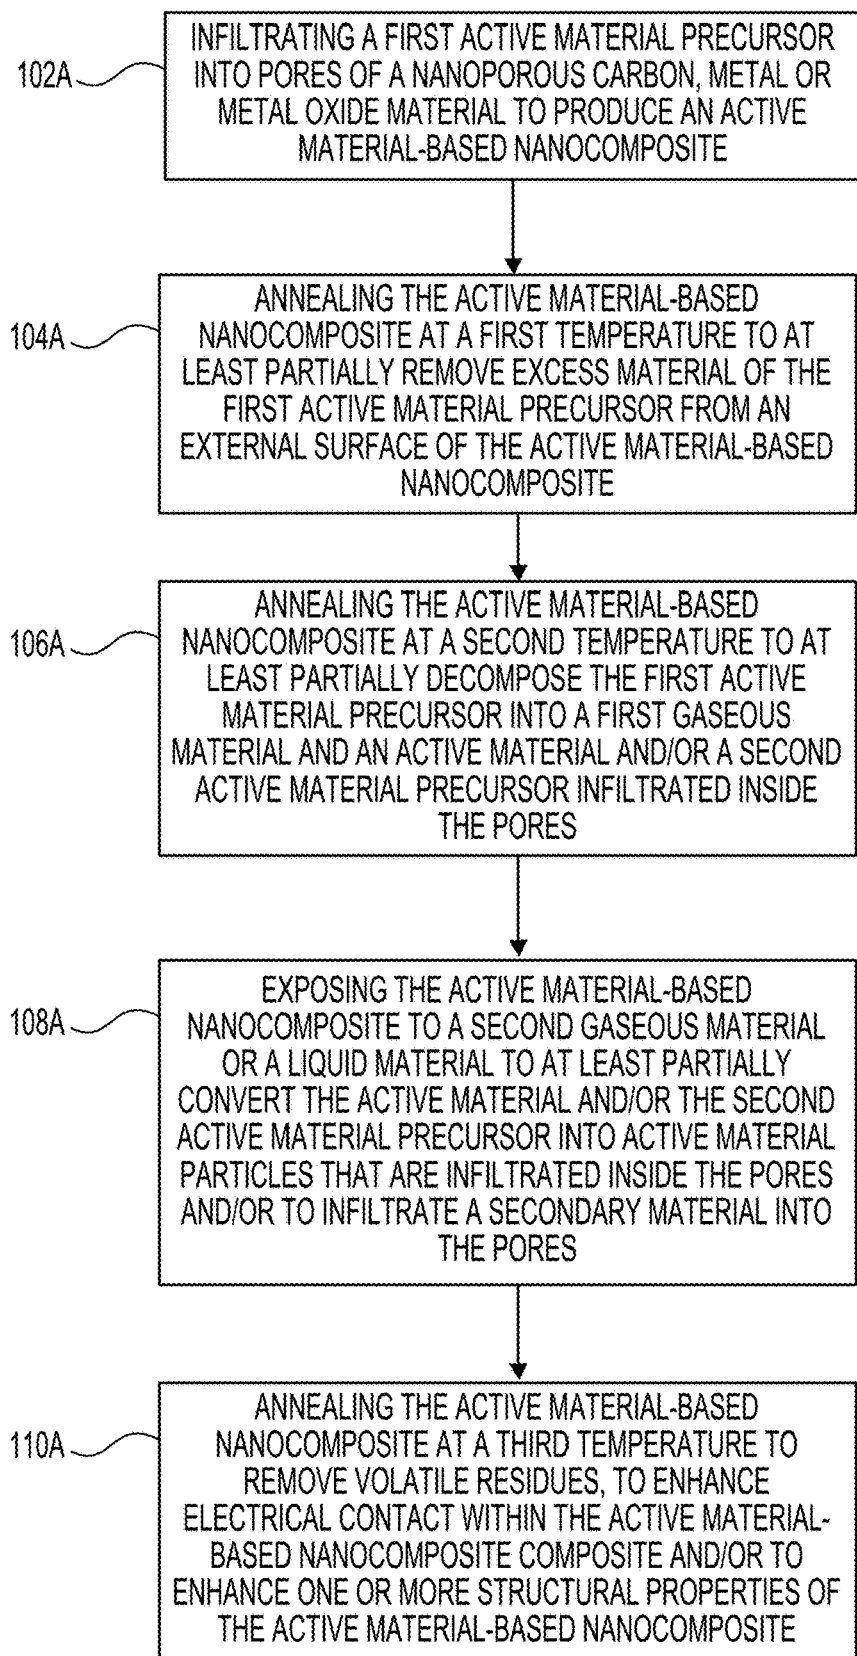 102A
INFILTRATING A FIRST ACTIVE MATERIAL PRECURSOR
INTO PORES OF A NANOPOROUS CARBON, METAL OR
METAL OXIDE MATERIAL TO PRODUCE AN ACTIVE
MATERIAL-BASED NANOCOMPOSITE
104A
ANNEALING THE ACTIVE MATERIAL-BASED
NANOCOMPOSITE AT A FIRST TEMPERATURE TO AT
LEAST PARTIALLY REMOVE EXCESS MATERIAL OF THE
FIRST ACTIVE MATERIAL PRECURSOR FROM AN
EXTERNAL SURFACE OF THE ACTIVE MATERIAL-BASED
NANOCOMPOSITE
106A
ANNEALING THE ACTIVE MATERIAL-BASED
NANOCOMPOSITE AT A SECOND TEMPERATURE TO AT
LEAST PARTIALLY DECOMPOSE THE FIRST ACTIVE
MATERIAL PRECURSOR INTO A FIRST GASEOUS
MATERIAL AND AN ACTIVE MATERIAL AND/OR A SECOND
ACTIVE MATERIAL PRECURSOR INFILTRATED INSIDE
THE PORES
108A
EXPOSING THE ACTIVE MATERIAL-BASED
NANOCOMPOSITE TO A SECOND GASEOUS MATERIAL
OR A LIQUID MATERIAL TO AT LEAST PARTIALLY
CONVERT THE ACTIVE MATERIAL AND/OR THE SECOND
ACTIVE MATERIAL PRECURSOR INTO ACTIVE MATERIAL
PARTICLES THAT ARE INFILTRATED INSIDE THE PORES
AND/OR TO INFILTRATE A SECONDARY MATERIAL INTO
THE PORES
110A
ANNEALING THE ACTIVE MATERIAL-BASED
NANOCOMPOSITE AT A THIRD TEMPERATURE TO
REMOVE VOLATILE RESIDUES, TO ENHANCE
ELECTRICAL CONTACT WITHIN THE ACTIVE MATERIAL-
BASED NANOCOMPOSITE COMPOSITE AND/OR TO
ENHANCE ONE OR MORE STRUCTURAL PROPERTIES OF
THE ACTIVE MATERIAL-BASED NANOCOMPOSITE